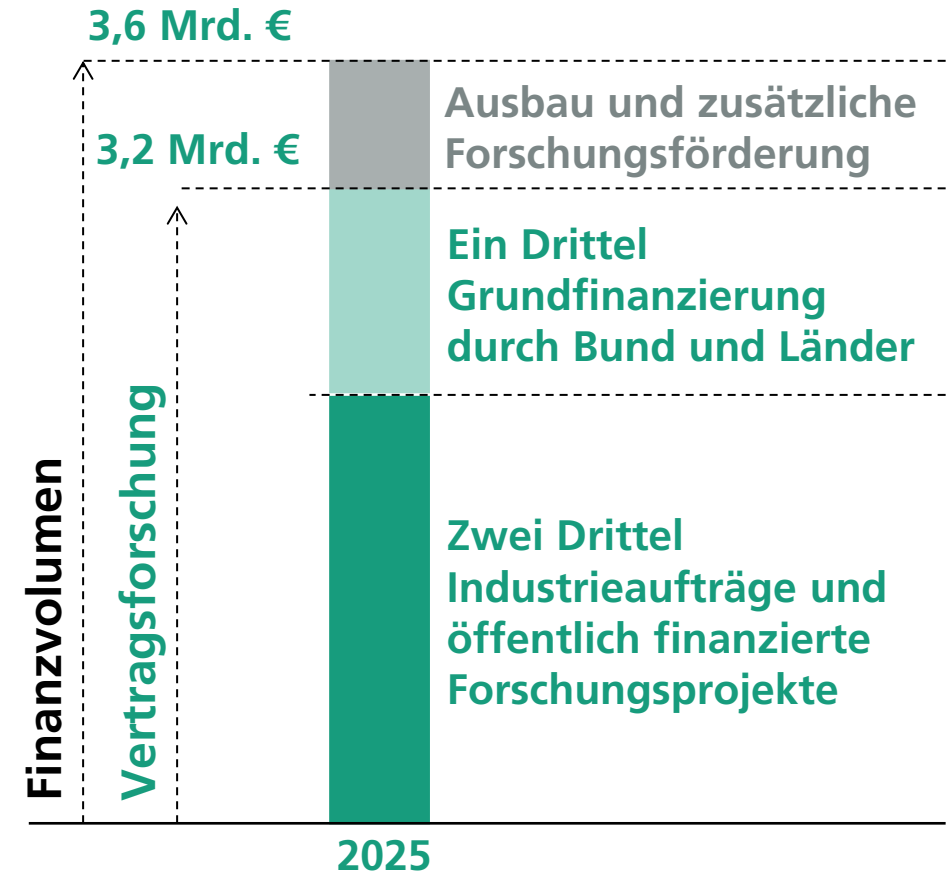 3,6 Mrd. €
3,2 Mrd. €
Ausbau und zusätzliche
Forschungsförderung
Ein Drittel
Grundfinanzierung
durch Bund und Länder
Zwei Drittel
Industrieaufträge und
öffentlich finanzierte
Forschungsprojekte
Finanzvolumen
Vertragsforschung
2025